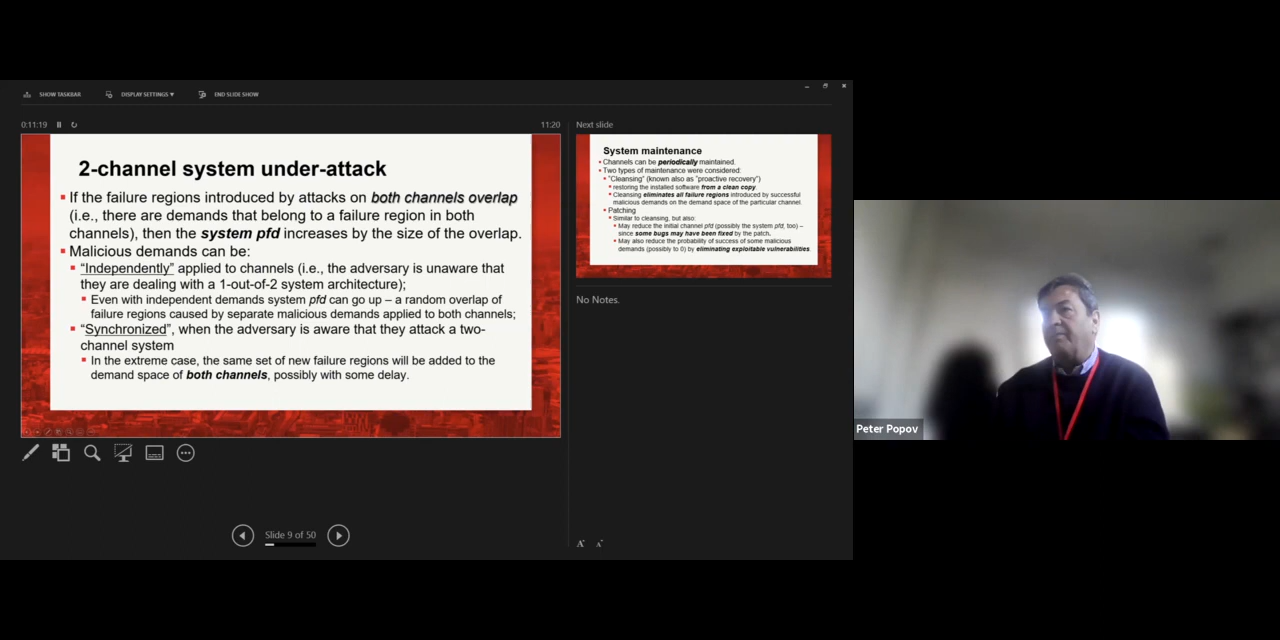 SHOW TASKBAR
DISPLAY SETTINGS ▼
END SLIDE SHOW
0:11:19
11:20
2-channel system under-attack
If the failure regions introduced by attacks on both channels overlap
(i.e., there are demands that belong to a failure region in both
channels), then the system pfd increases by the size of the overlap.
Malicious demands can be:
“Independently” applied to channels (i.e., the adversary is unaware that
they are dealing with a 1-out-of-2 system architecture);
Even with independent demands system pfd can go up – a random overlap of
failure regions caused by separate malicious demands applied to both channels;
“Synchronized”, when the adversary is aware that they attack a two-
channel system
In the extreme case, the same set of new failure regions will be added to the
demand space of both channels, possibly with some delay.
Slide 9 of 50
Next slide
System maintenance
Channels can be periodically maintained.
Two types of maintenance were considered:
“Cleansing” (known also as “proactive recovery”)
restoring the installed software from a clean copy.
Cleansing eliminates all failure regions introduced by successful
malicious demands on the demand space of the particular channel
Patching
Similar to cleansing, but also:
May reduce the initial channel pfd (possibly the system pfd, too) –
since some bugs may have been fixed by the patch.
May also reduce the probability of success of some malicious
demands (possibly to 0) by eliminating exploitable vulnerabilities.
No Notes.
A
A
Peter Popov